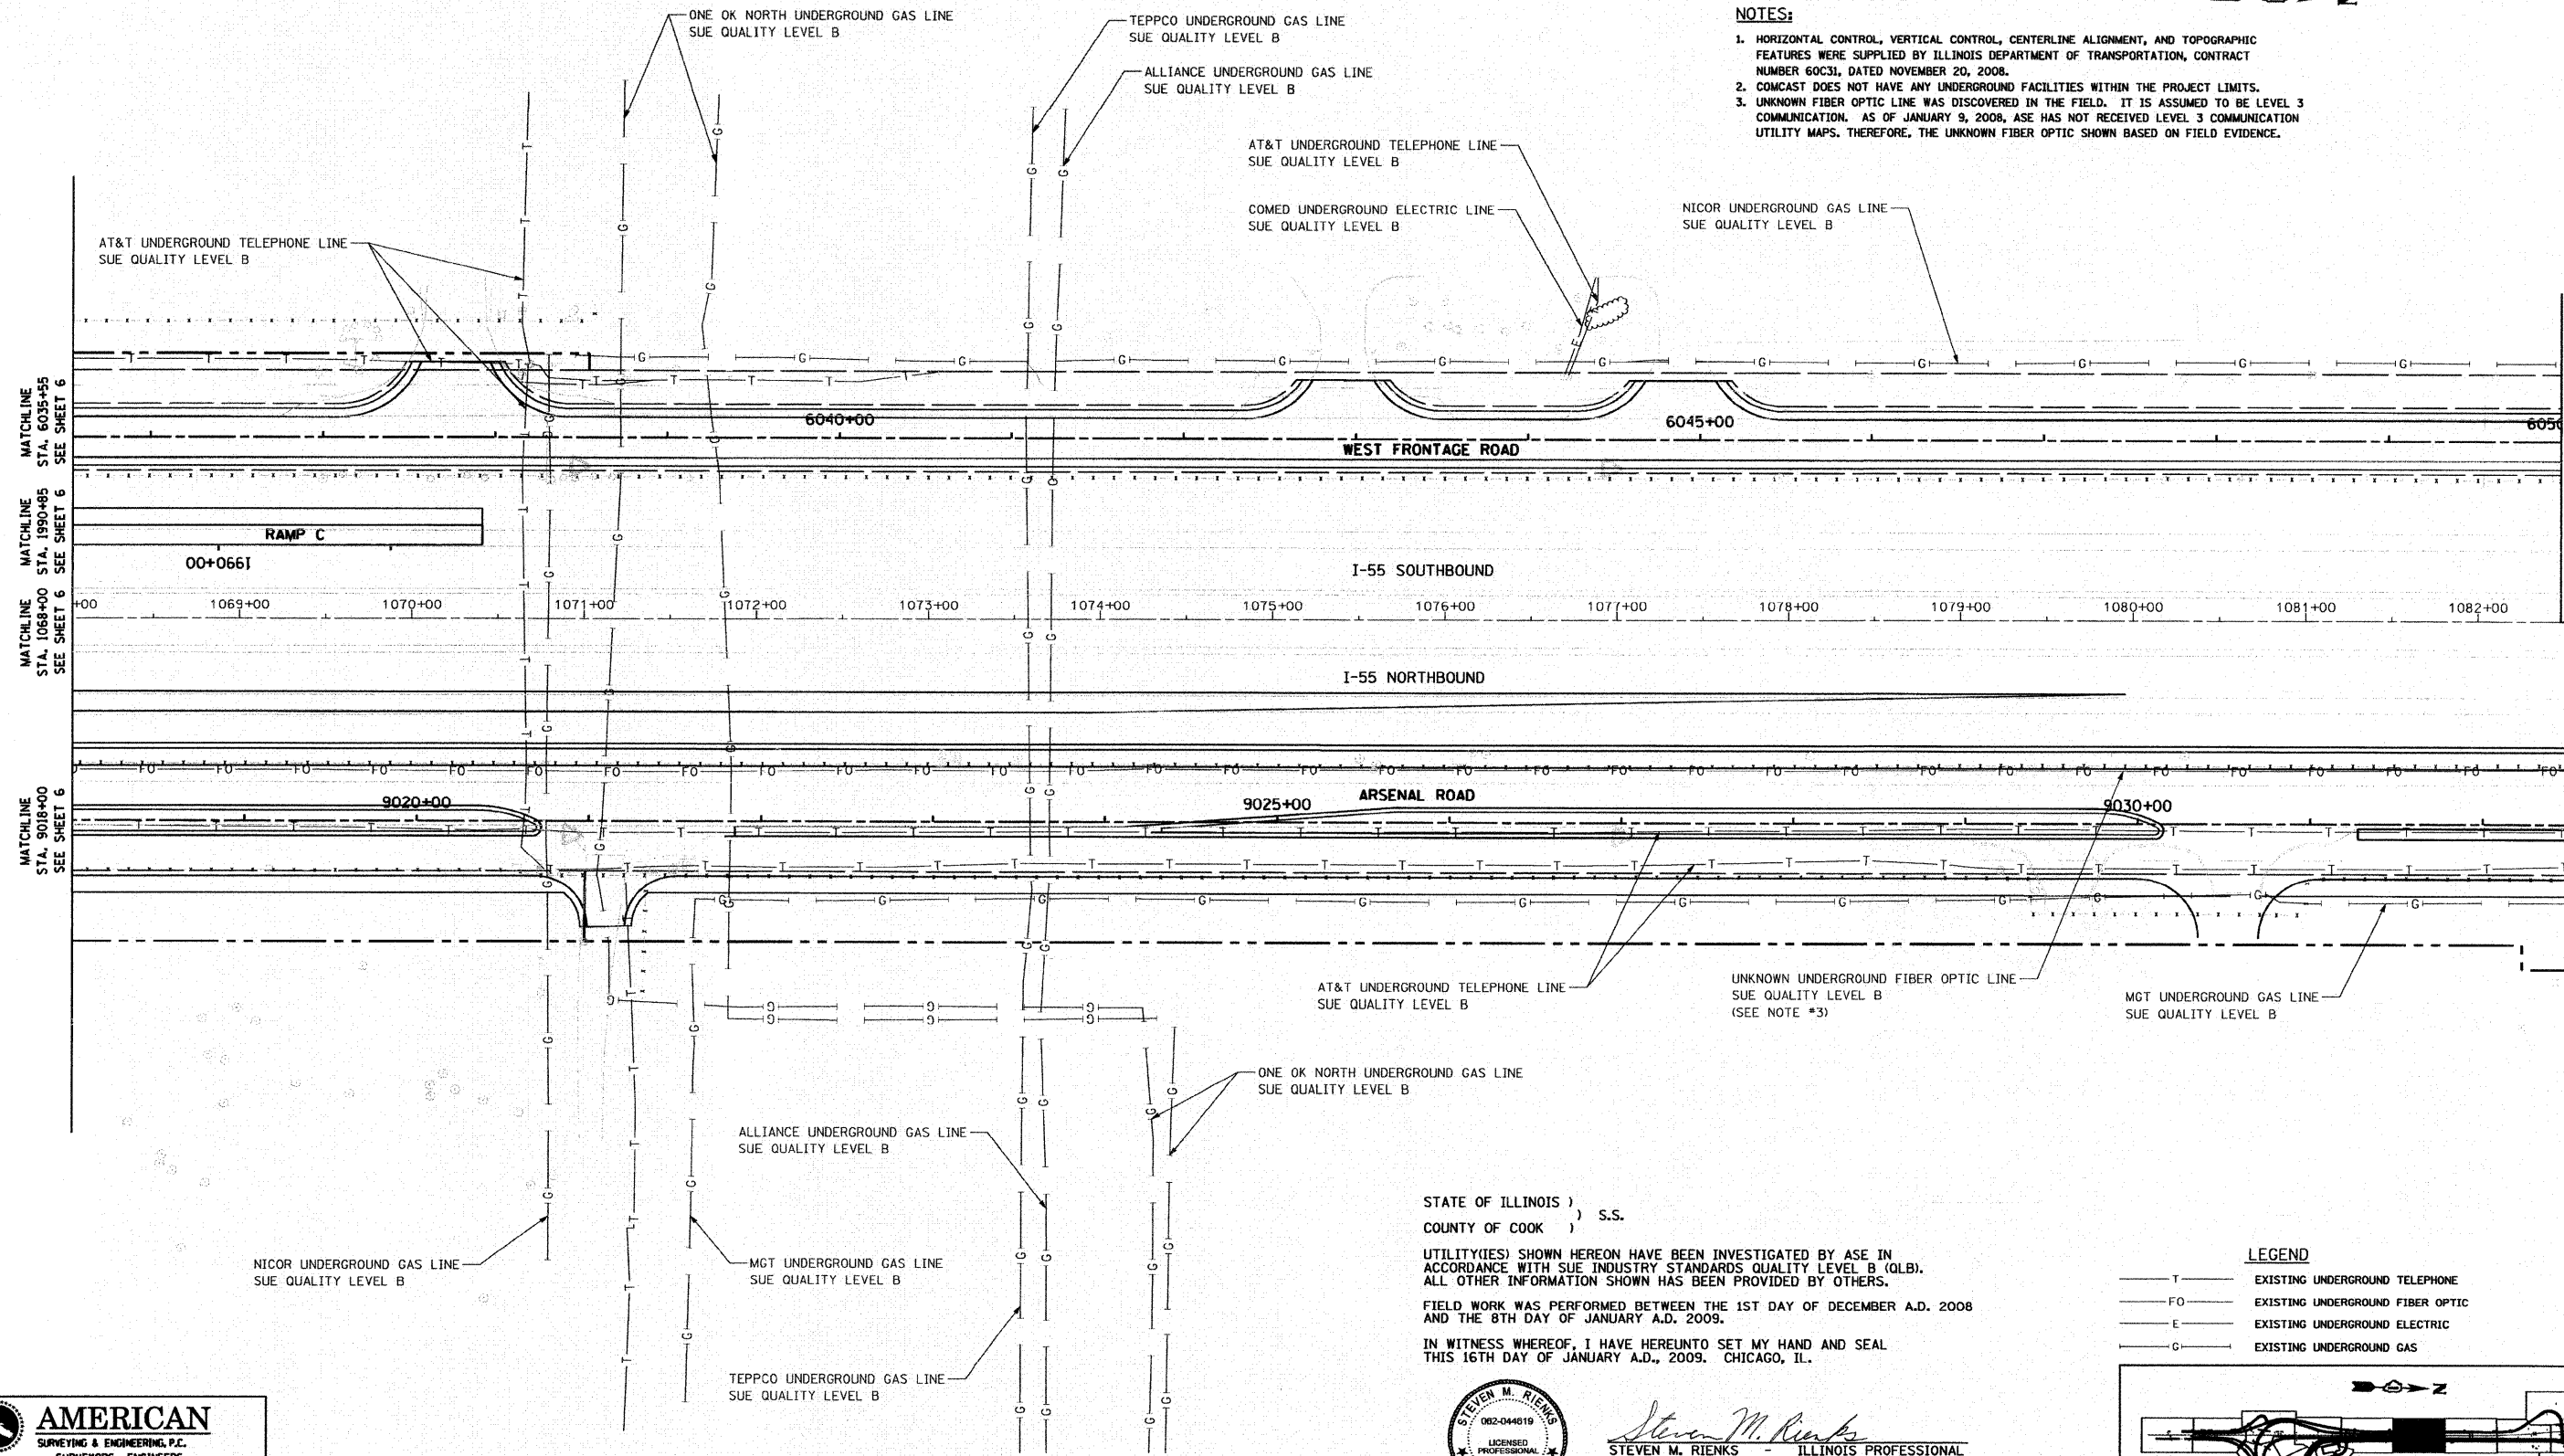 ONE OK NORTH UNDERGROUND GAS LINE
SUE QUALITY LEVEL B
TEPPCO UNDERGROUND GAS LINE
SUE QUALITY LEVEL B
ALLIANCE UNDERGROUND GAS LINE
SUE QUALITY LEVEL B
NOTES:
1. HORIZONTAL CONTROL, VERTICAL CONTROL, CENTERLINE ALIGNMENT, AND TOPOGRAPHIC
FEATURES WERE SUPPLIED BY ILLINOIS DEPARTMENT OF TRANSPORTATION, CONTRACT
NUMBER 60C31, DATED NOVEMBER 20, 2008.
2. COMCAST DOES NOT HAVE ANY UNDERGROUND FACILITIES WITHIN THE PROJECT LIMITS.
3. UNKNOWN FIBER OPTIC LINE WAS DISCOVERED IN THE FIELD. IT IS ASSUMED TO BE LEVEL 3
COMMUNICATION. AS OF JANUARY 9, 2008, ASE HAS NOT RECEIVED LEVEL 3 COMMUNICATION
UTILITY MAPS. THEREFORE, THE UNKNOWN FIBER OPTIC SHOWN BASED ON FIELD EVIDENCE.
AT&T UNDERGROUND TELEPHONE LINE
SUE QUALITY LEVEL B
COMED UNDERGROUND ELECTRIC LINE
SUE QUALITY LEVEL B
NICOR UNDERGROUND GAS LINE
SUE QUALITY LEVEL B
AT&T UNDERGROUND TELEPHONE LINE
SUE QUALITY LEVEL B
MATCHLINE
STA. 6035+55
SEE SHEET 6
6040+00
6045+00
WEST FRONTAGE ROAD
MATCHLINE
STA. 1990+85
SEE SHEET 6
RAMP C
1990+00
I-55 SOUTHBOUND
MATCHLINE
STA. 1068+00
SEE SHEET 6
+00
1069+00
1070+00
1071+00
1072+00
1073+00
1074+00
1075+00
1076+00
1077+00
1078+00
1079+00
1080+00
1081+00
1082+00
I-55 NORTHBOUND
MATCHLINE
STA. 9018+00
SEE SHEET 6
9020+00
9025+00
ARSENAL ROAD
9030+00
AT&T UNDERGROUND TELEPHONE LINE
SUE QUALITY LEVEL B
UNKNOWN UNDERGROUND FIBER OPTIC LINE
SUE QUALITY LEVEL B
(SEE NOTE #3)
MGT UNDERGROUND GAS LINE
SUE QUALITY LEVEL B
ONE OK NORTH UNDERGROUND GAS LINE
SUE QUALITY LEVEL B
ALLIANCE UNDERGROUND GAS LINE
SUE QUALITY LEVEL B
NICOR UNDERGROUND GAS LINE
SUE QUALITY LEVEL B
MGT UNDERGROUND GAS LINE
SUE QUALITY LEVEL B
TEPPCO UNDERGROUND GAS LINE
SUE QUALITY LEVEL B
STATE OF ILLINOIS )
) S.S.
COUNTY OF COOK )
UTILITY(IES) SHOWN HEREON HAVE BEEN INVESTIGATED BY ASE IN
ACCORDANCE WITH SUE INDUSTRY STANDARDS QUALITY LEVEL B (QLB).
ALL OTHER INFORMATION SHOWN HAS BEEN PROVIDED BY OTHERS.
FIELD WORK WAS PERFORMED BETWEEN THE 1ST DAY OF DECEMBER A.D. 2008
AND THE 8TH DAY OF JANUARY A.D. 2009.
IN WITNESS WHEREOF, I HAVE HEREUNTO SET MY HAND AND SEAL
THIS 16TH DAY OF JANUARY A.D., 2009. CHICAGO, IL.
STEVEN M. RIENKS
062-044619
LICENSED
PROFESSIONAL
Steven M. Rienks
STEVEN M. RIENKS - ILLINOIS PROFESSIONAL
LEGEND
T EXISTING UNDERGROUND TELEPHONE
FO EXISTING UNDERGROUND FIBER OPTIC
E EXISTING UNDERGROUND ELECTRIC
G EXISTING UNDERGROUND GAS
Z
AMERICAN
SURVEYING & ENGINEERING, P.C.